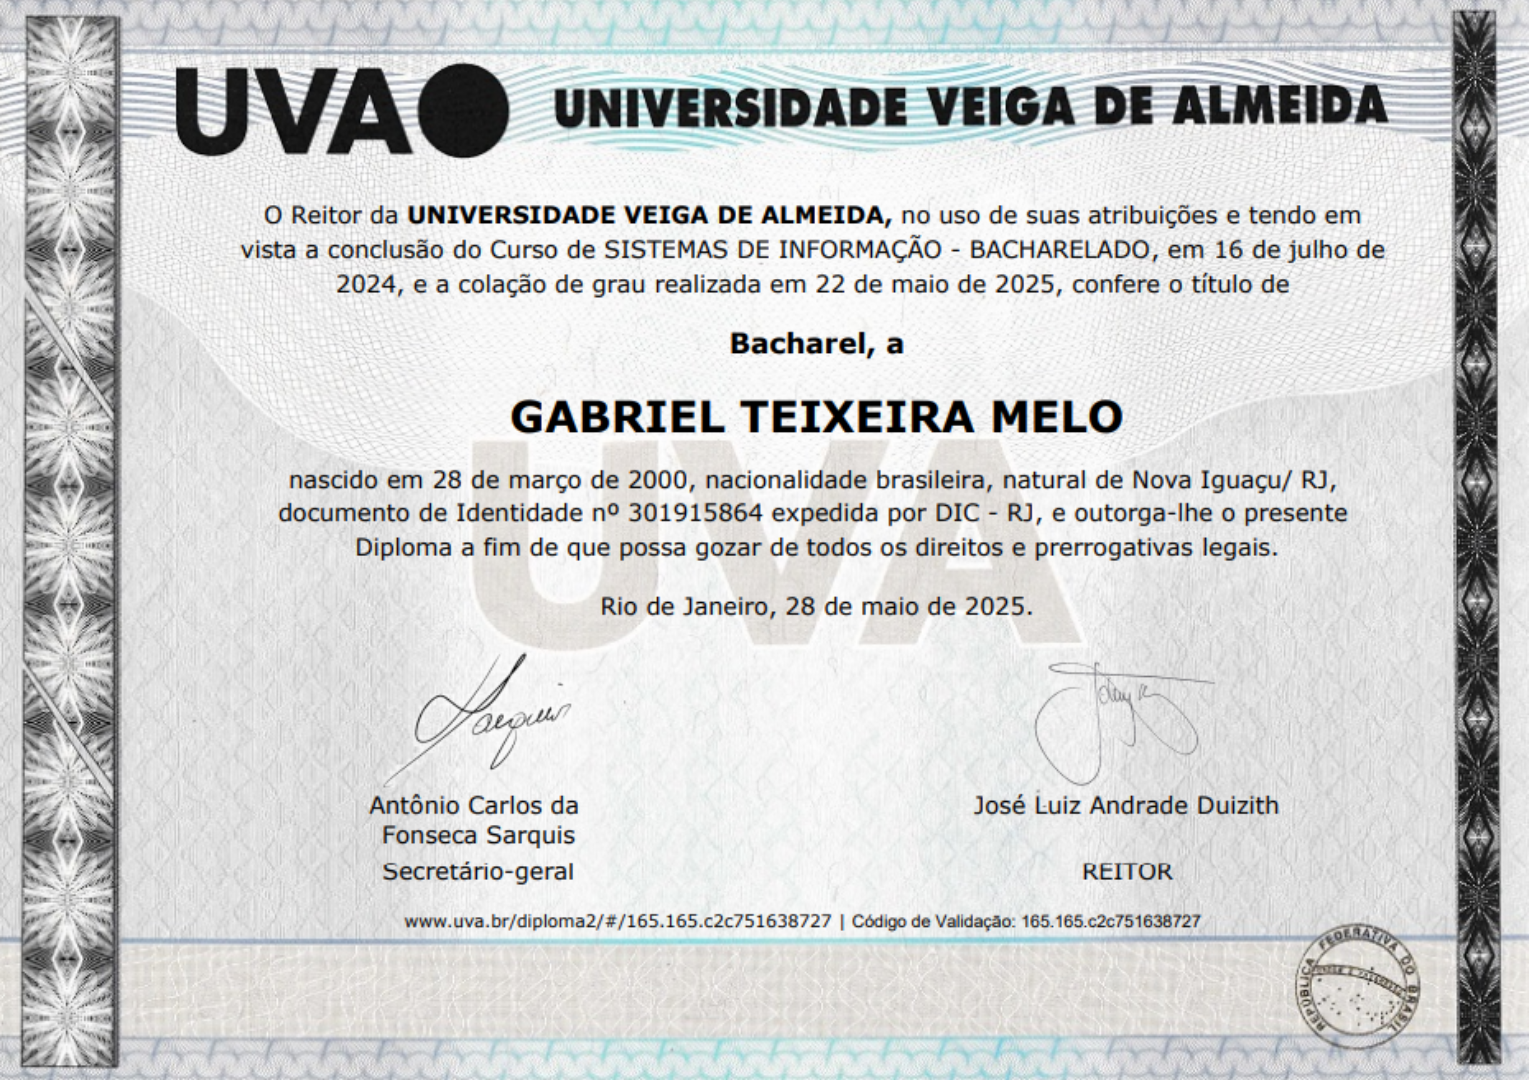 UVA
UNIVERSIDADE VEIGA DE ALMEIDA
O Reitor da UNIVERSIDADE VEIGA DE ALMEIDA, no uso de suas atribuições e tendo em
vista a conclusão do Curso de SISTEMAS DE INFORMAÇÃO - BACHARELADO, em 16 de julho de
2024, e a colação de grau realizada em 22 de maio de 2025, confere o título de
Bacharel, a
GABRIEL TEIXEIRA MELO
UVA
nascido em 28 de março de 2000, nacionalidade brasileira, natural de Nova Iguaçu/ RJ,
documento de Identidade nº 301915864 expedida por DIC - RJ, e outorga-lhe o presente
Diploma a fim de que possa gozar de todos os direitos e prerrogativas legais.
Rio de Janeiro, 28 de maio de 2025.
Sarquis
Antônio Carlos da
Fonseca Sarquis
Secretário-geral
José Luiz Andrade Duizith
REITOR
www.uva.br/diploma2/#/165.165.c2c751638727 | Código de Validação: 165.165.c2c751638727
REPÚBLICA FEDERATIVA DO BRASIL